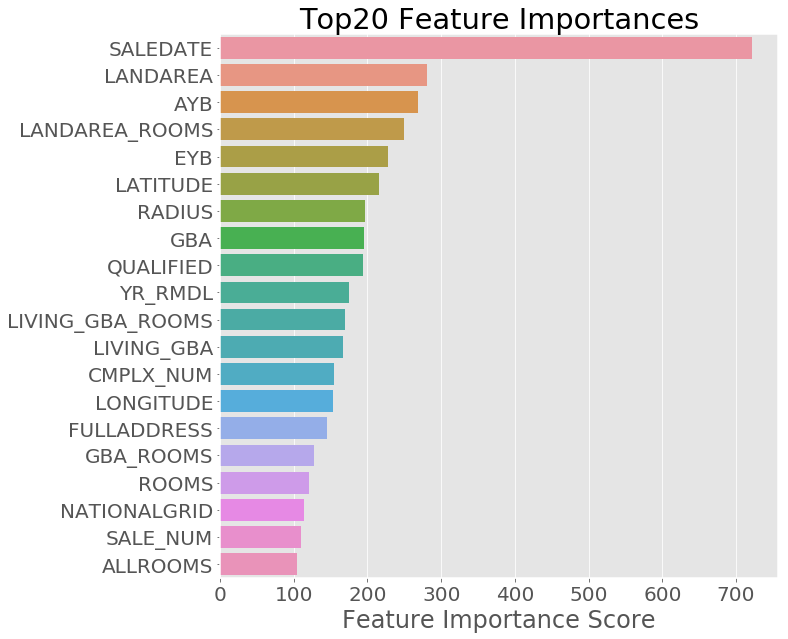 Top20 Feature Importances
SALEDATE
LANDAREA
AYB
LANDAREA_ROOMS
EYB
LATITUDE
RADIUS
GBA
QUALIFIED
YR_RMDL
LIVING_GBA_ROOMS
LIVING_GBA
CMPLX_NUM
LONGITUDE
FULLADDRESS
GBA_ROOMS
ROOMS
NATIONALGRID
SALE_NUM
ALLROOMS
0 100 200 300 400 500 600 700
Feature Importance Score